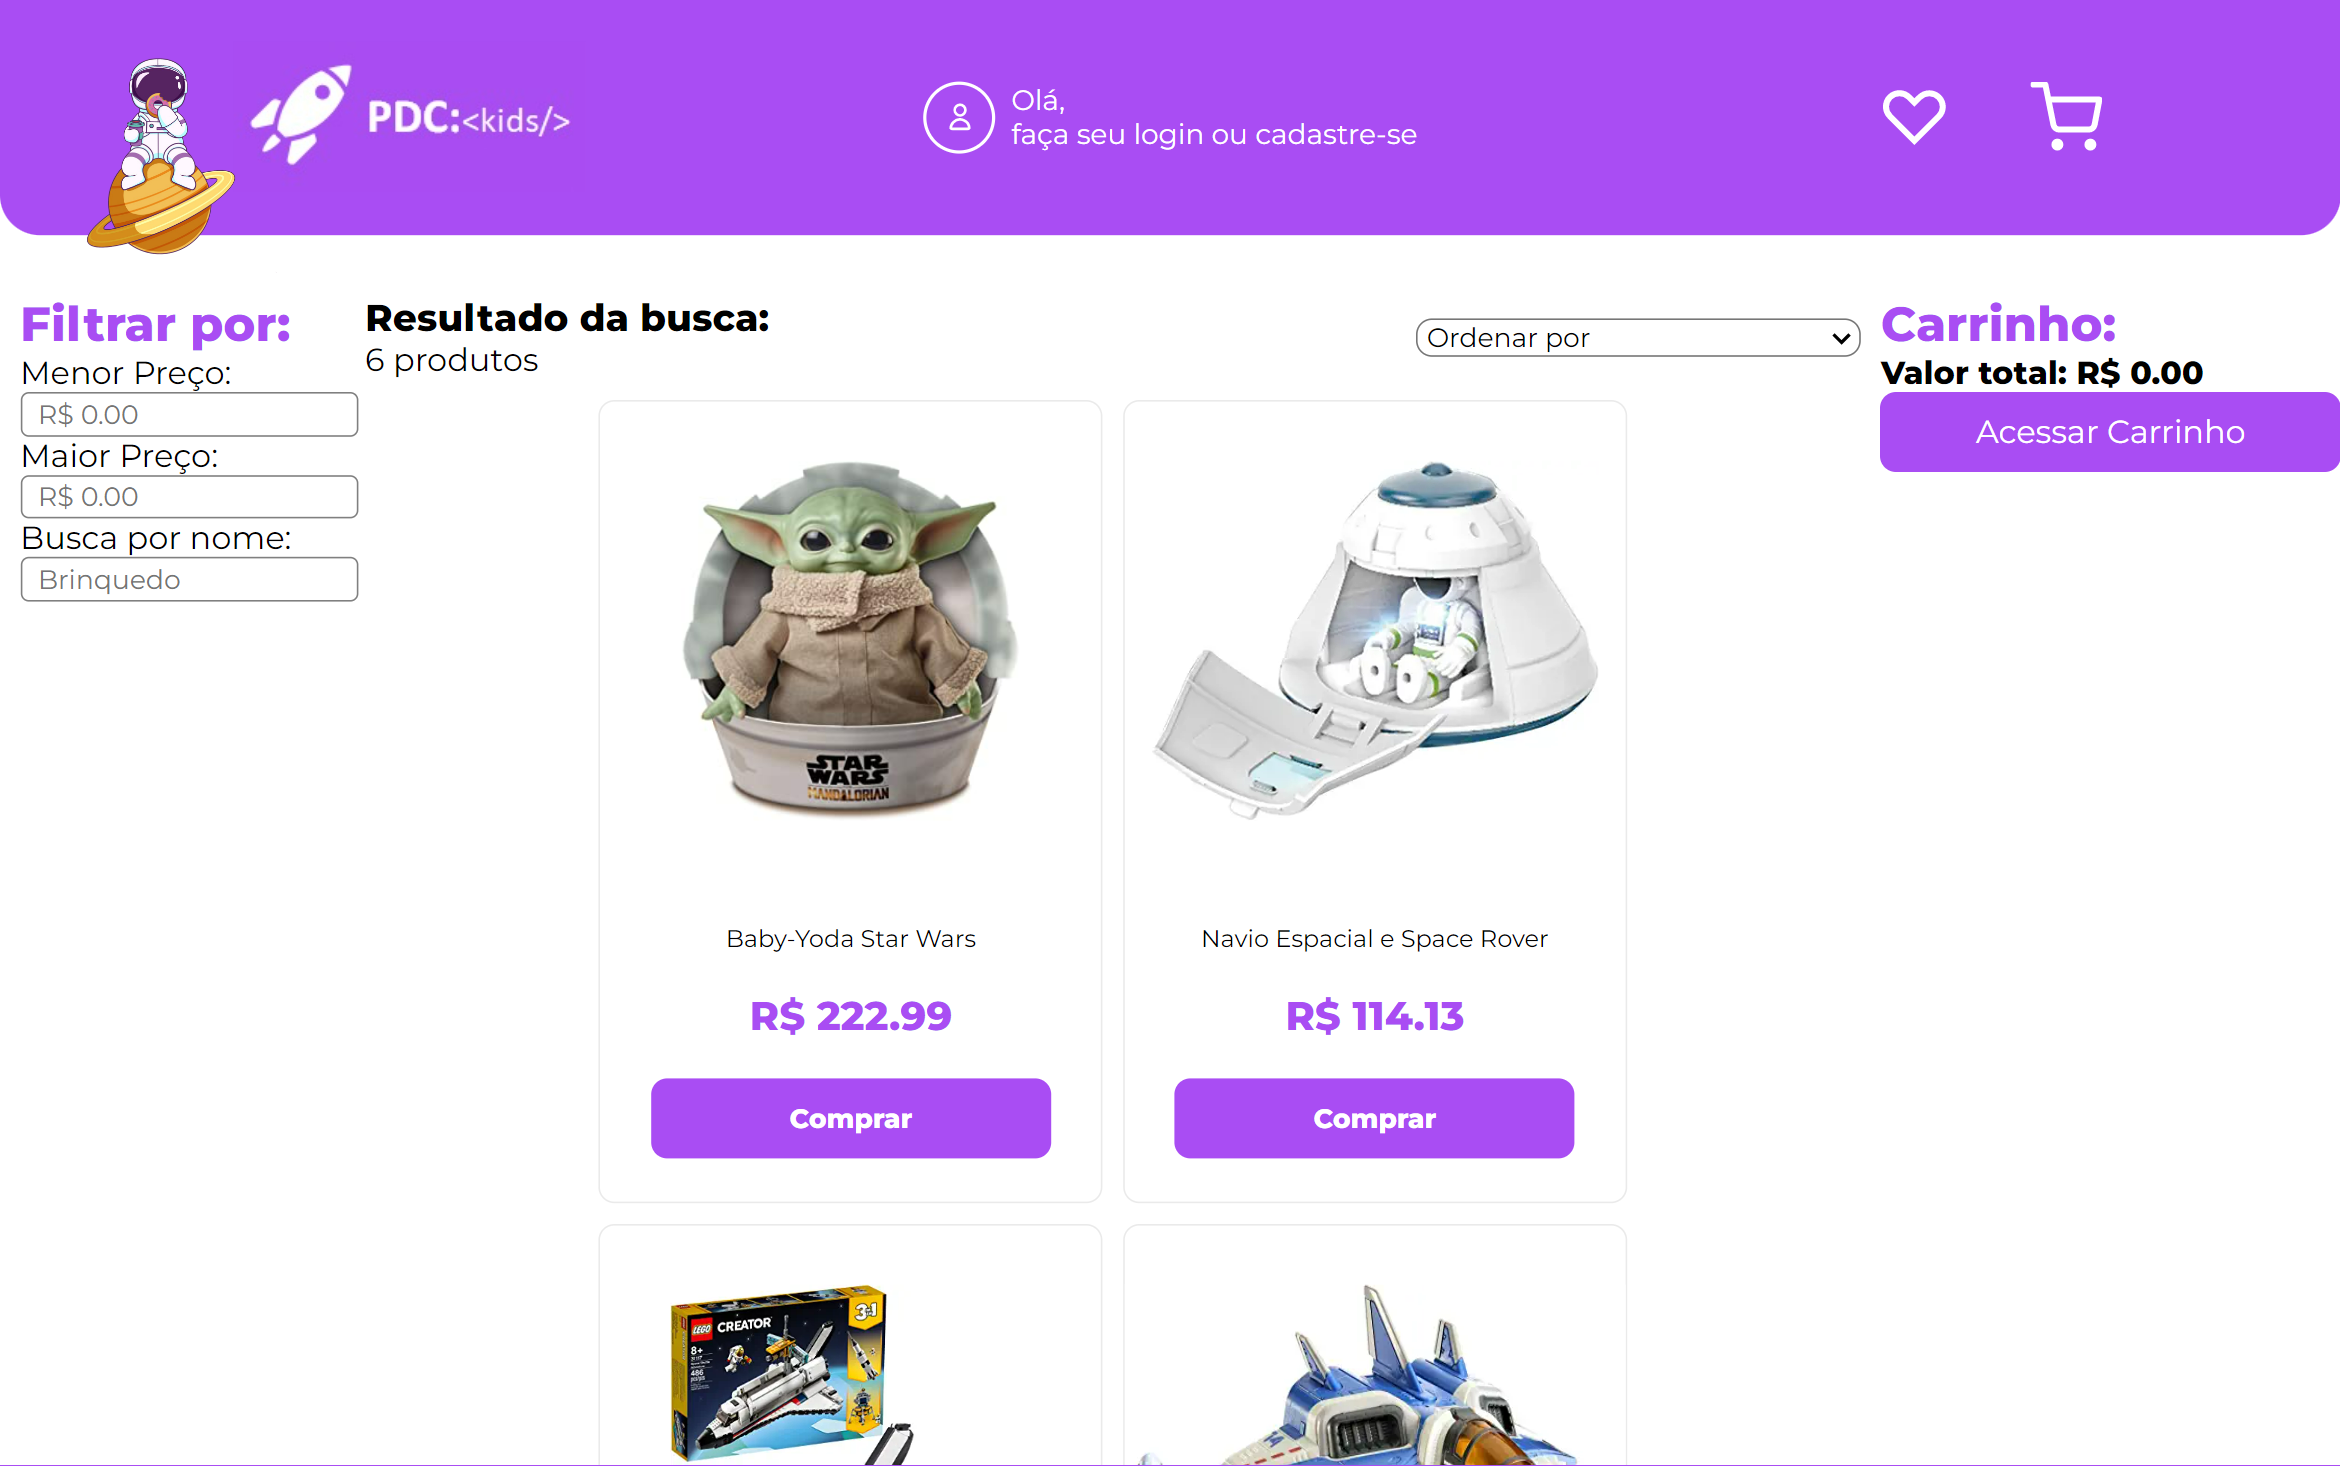 PDC:<kids/>
Olá,
faça seu login ou cadastre-se
Filtrar por:
Menor Preço:
R$ 0.00
Maior Preço:
R$ 0.00
Busca por nome:
Brinquedo
Resultado da busca:
6 produtos
Ordenar por
Carrinho:
Valor total: R$ 0.00
Acessar Carrinho
STAR
WARS
MANDALORIAN
Baby-Yoda Star Wars
R$ 222.99
Comprar
Navio Espacial e Space Rover
R$ 114.13
Comprar
LEGO CREATOR
3in1
8+
486